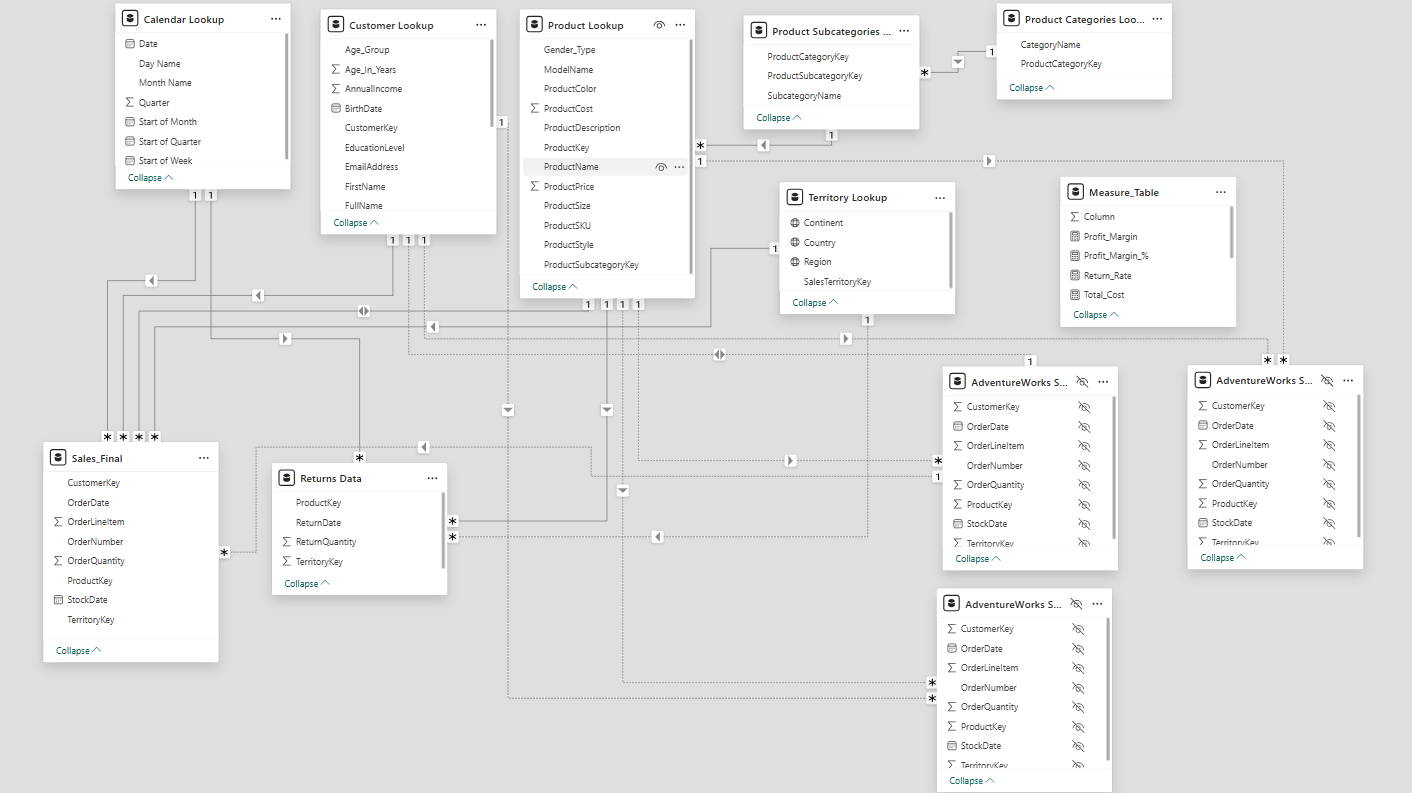 Calendar Lookup
Date
Day Name
Month Name
Quarter
Start of Month
Start of Quarter
Start of Week
Collapse
Customer Lookup
Age_Group
Age_In_Years
AnnualIncome
BirthDate
CustomerKey
EducationLevel
EmailAddress
FirstName
FullName
Collapse
Product Lookup
Gender_Type
ModelName
ProductColor
ProductCost
ProductDescription
ProductKey
ProductName
ProductPrice
ProductSize
ProductSKU
ProductStyle
ProductSubcategoryKey
Collapse
Product Subcategories ...
ProductCategoryKey
ProductSubcategoryKey
SubcategoryName
Collapse
Product Categories Loo...
CategoryName
ProductCategoryKey
Collapse
Territory Lookup
Continent
Country
Region
SalesTerritoryKey
Collapse
Measure_Table
Column
Profit_Margin
Profit_Margin_%
Return_Rate
Total_Cost
Collapse
1
*
1
1
*
1
1
1
1
1
1
1
1
1
1
1
1
1
1
*
*
1
*
*
*
*
*
*
1
*
*
*
*
*
Sales_Final
CustomerKey
OrderDate
OrderLineItem
OrderNumber
OrderQuantity
ProductKey
StockDate
TerritoryKey
Collapse
Returns Data
ProductKey
ReturnDate
ReturnQuantity
TerritoryKey
Collapse
AdventureWorks S...
CustomerKey
OrderDate
OrderLineItem
OrderNumber
OrderQuantity
ProductKey
StockDate
TerritoryKey
Collapse
AdventureWorks S...
CustomerKey
OrderDate
OrderLineItem
OrderNumber
OrderQuantity
ProductKey
StockDate
TerritoryKey
Collapse
AdventureWorks S...
CustomerKey
OrderDate
OrderLineItem
OrderNumber
OrderQuantity
ProductKey
StockDate
TerritoryKey
Collapse